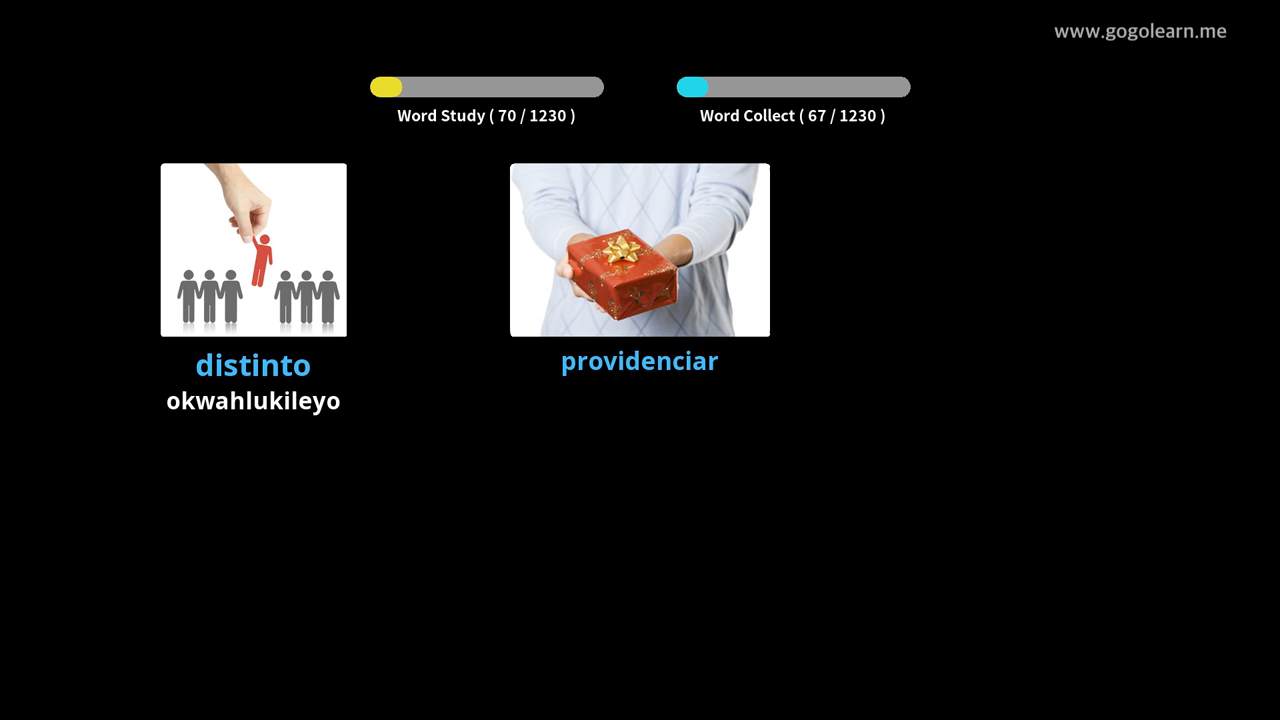 www.gogolearn.me
Word Study ( 70 / 1230 )
Word Collect ( 67 / 1230 )
distinto
okwahlukileyo
providenciar